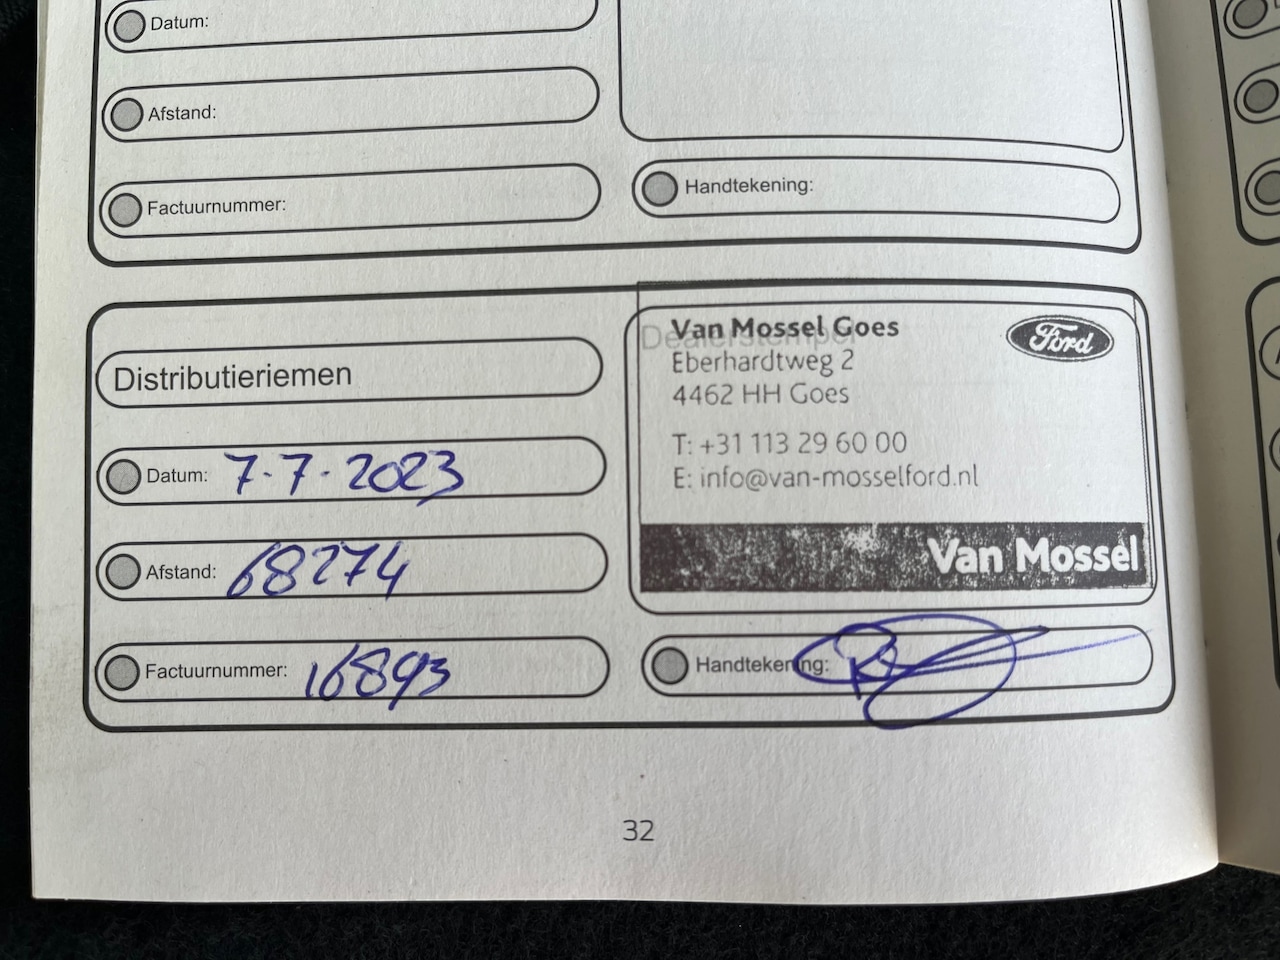 Datum:
Afstand:
Factuurnummer:
Handtekening:
Distributieriemen
Datum: 7-7-2023
Afstand: 68274
Factuurnummer: 16893
Dealerstempel
Van Mossel Goes
Ford
Eberhardtweg 2
4462 HH Goes
T: +31 113 29 60 00
E: info@van-mosselford.nl
Van Mossel
Handtekening:
32